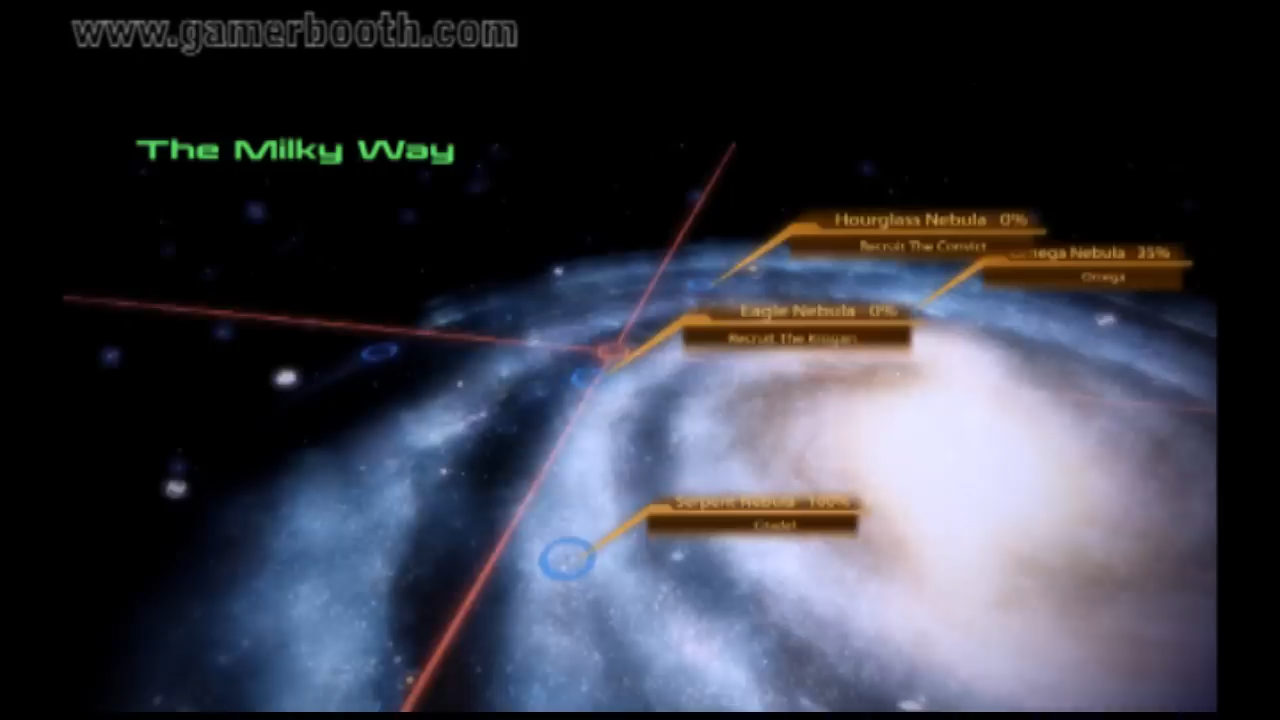 www.gamerbooth.com
The Milky Way
Hourglass Nebula 0%
Recruit The Convict
Omega Nebula 35%
Omega
Eagle Nebula 0%
Recruit The Krogan
Serpent Nebula 100%
Citadel